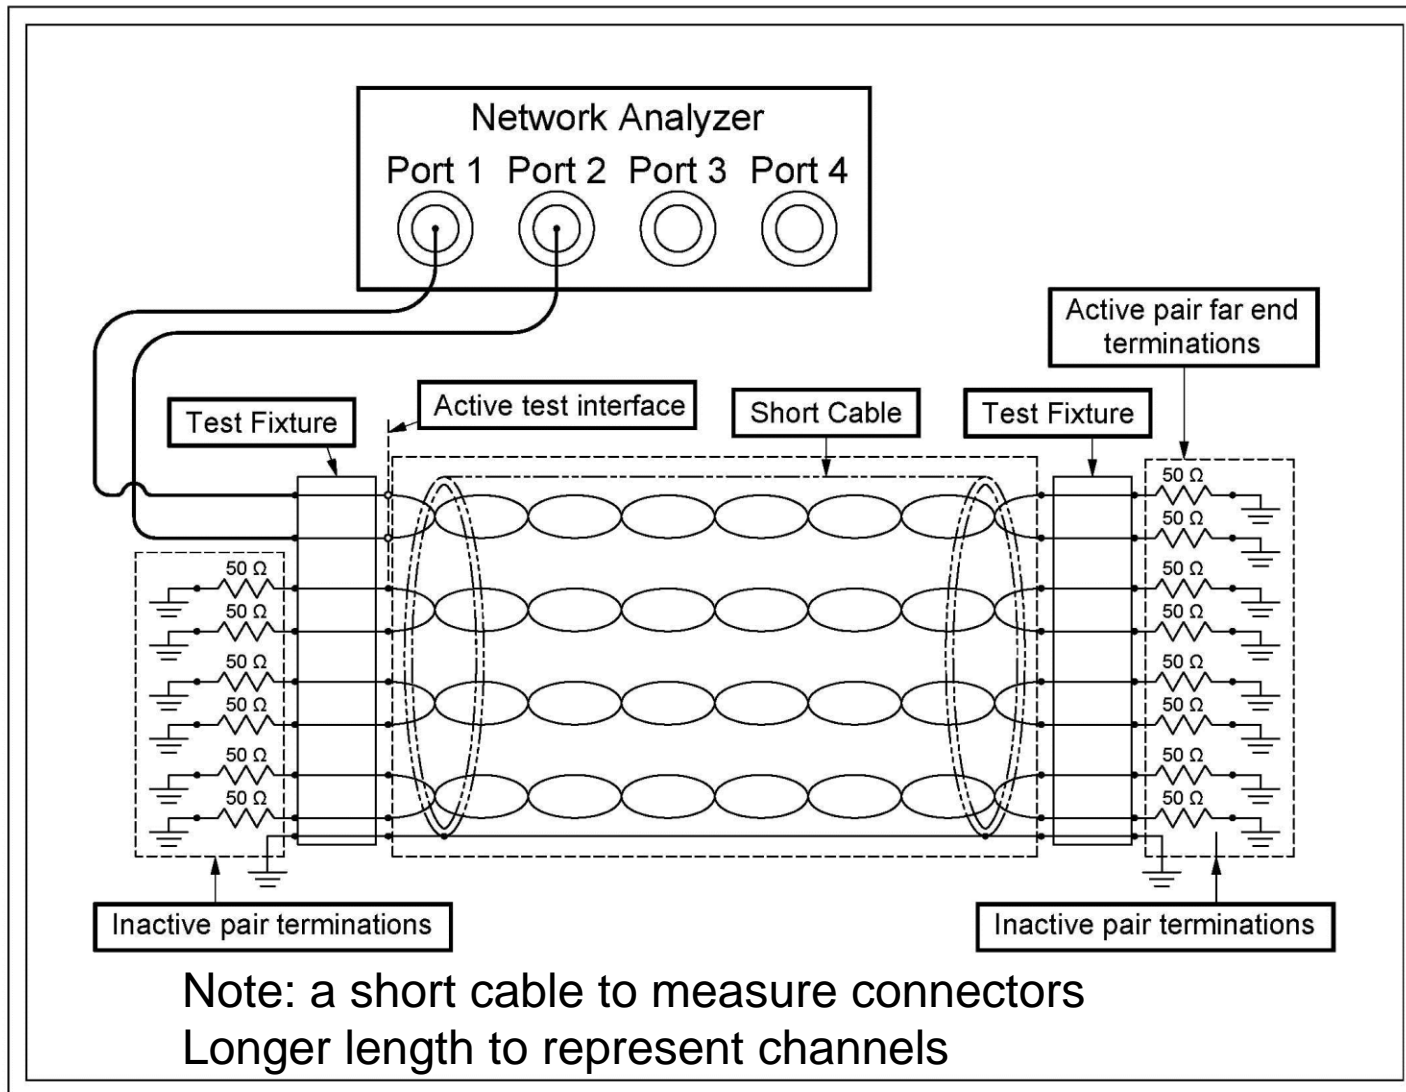 Network Analyzer
Port 1 Port 2 Port 3 Port 4
Active pair far end
terminations
Test Fixture
Active test interface
Short Cable
Test Fixture
50 Ω
50 Ω
50 Ω
50 Ω
50 Ω
50 Ω
50 Ω
50 Ω
50 Ω
50 Ω
50 Ω
50 Ω
50 Ω
50 Ω
Inactive pair terminations
Inactive pair terminations
Note: a short cable to measure connectors
Longer length to represent channels